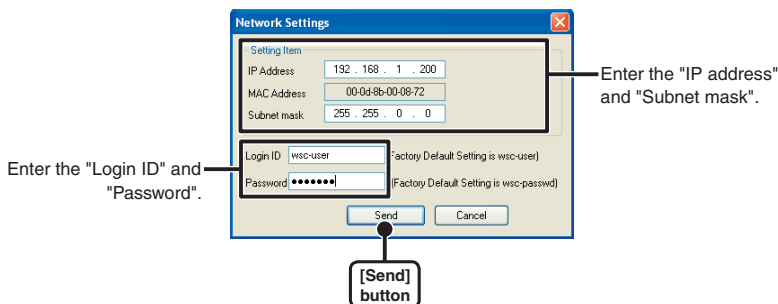 Network Settings
Setting Item
IP Address 192 . 168 . 1 . 200
MAC Address 00-0d-8b-00-08-72
Subnet mask 255 . 255 . 0 . 0
Enter the "IP address"
and "Subnet mask".
Login ID wsc-user Factory Default Setting is wsc-user)
Password ●●●●●●● (Factory Default Setting is wsc-passwd)
Enter the "Login ID" and
"Password".
Send Cancel
[Send]
button